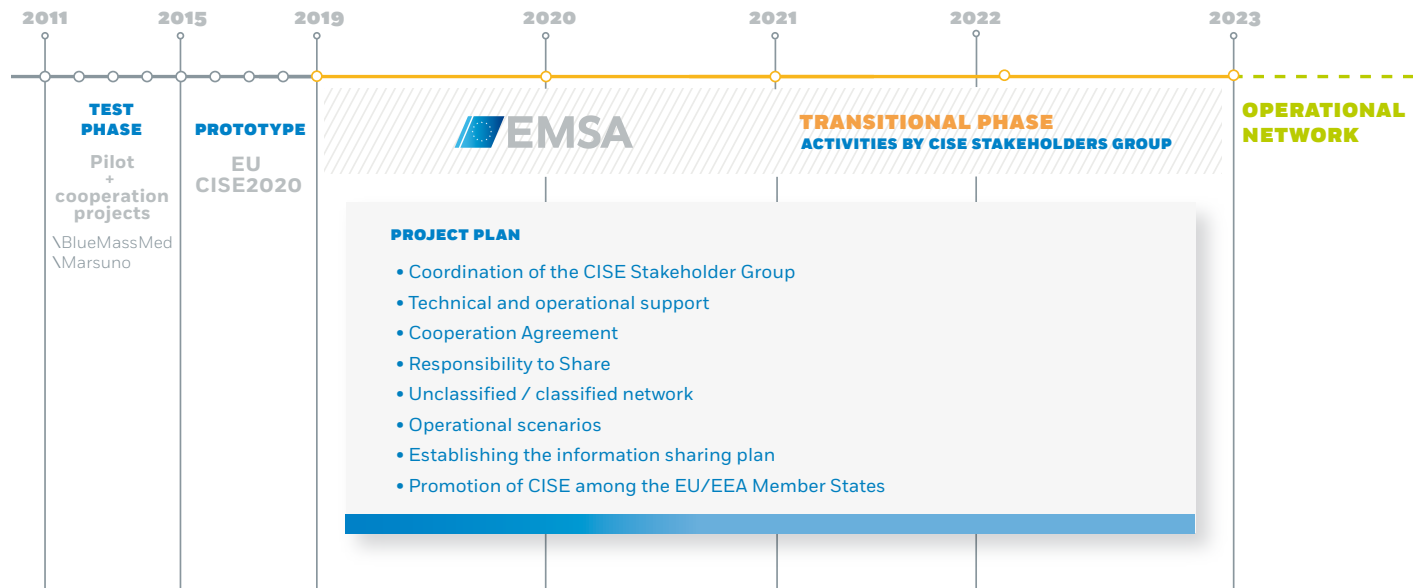 2011
2015
2019
2020
2021
2022
2023
TEST
PHASE
Pilot
+
cooperation
projects
\BlueMassMed
\Marsuno
PROTOTYPE
EU
CISE2020
EMSA
TRANSITIONAL PHASE
ACTIVITIES BY CISE STAKEHOLDERS GROUP
OPERATIONAL
NETWORK
PROJECT PLAN
• Coordination of the CISE Stakeholder Group
• Technical and operational support
• Cooperation Agreement
• Responsibility to Share
• Unclassified / classified network
• Operational scenarios
• Establishing the information sharing plan
• Promotion of CISE among the EU/EEA Member States